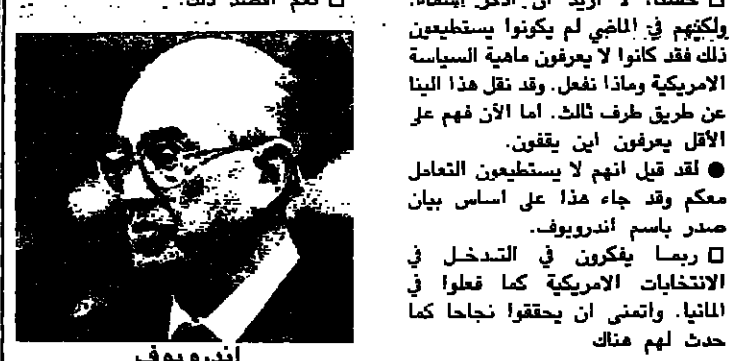 ولكنهم في الماضي لم يكونوا يستطيعون
ذلك فقد كانوا لا يعرفون ماهية السياسة
الامريكية وماذا نفعل. وقد نقل هذا الينا
عن طريق طرف ثالث. اما الآن فهم على
الأقل يعرفون اين يقفون.
● لقد قيل انهم لا يستطيعون التعامل
معكم وقد جاء هذا على اساس بيان
صدر باسم اندروبوف.
□ ربما يفكرون في التدخل في
الانتخابات الامريكية كما فعلوا في
المانيا. واتمنى ان يحققوا نجاحا كما
حدث لهم هناك
اندروبوف